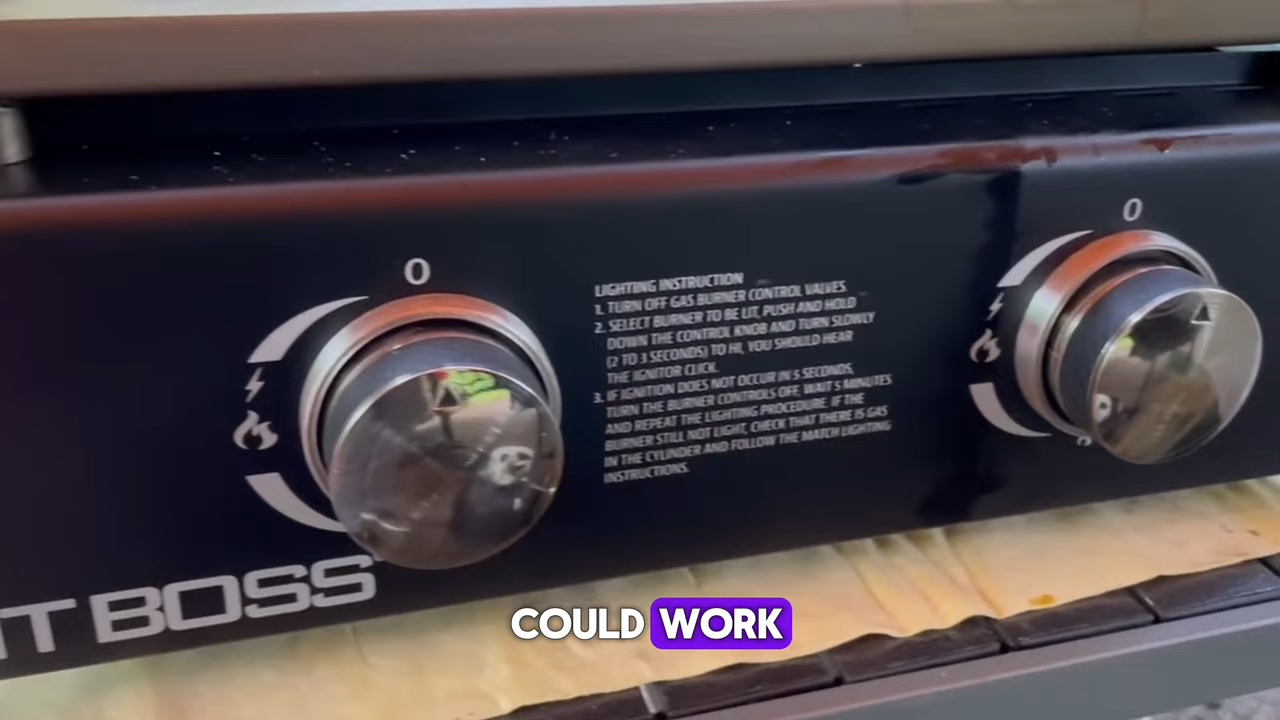 0
0
LIGHTING INSTRUCTION
1. TURN OFF GAS BURNER CONTROL VALVES.
2. SELECT BURNER TO BE LIT, PUSH AND HOLD
DOWN THE CONTROL KNOB AND TURN SLOWLY
(2 TO 3 SECONDS) TO HI, YOU SHOULD HEAR
THE IGNITOR CLICK.
3. IF IGNITION DOES NOT OCCUR IN 5 SECONDS,
TURN THE BURNER CONTROLS OFF, WAIT 5 MINUTES
AND REPEAT THE LIGHTING PROCEDURE. IF THE
BURNER STILL NOT LIGHT, CHECK THAT THERE IS GAS
IN THE CYLINDER AND FOLLOW THE MATCH LIGHTING
INSTRUCTIONS.
IT BOSS
COULD WORK